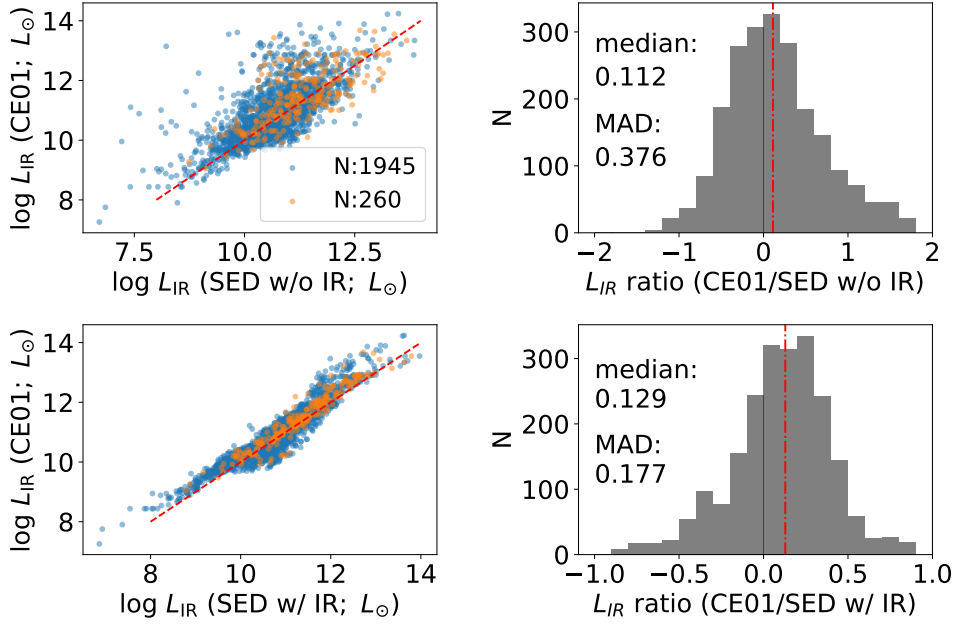 log L_IR (CE01; L_⊙)
14
12
10
8
N:1945
N:260
7.5 10.0 12.5
log L_IR (SED w/o IR; L_⊙)
N
300
200
100
0
median:
0.112
MAD:
0.376
−2 −1 0 1 2
L_IR ratio (CE01/SED w/o IR)
log L_IR (CE01; L_⊙)
14
12
10
8
8 10 12 14
log L_IR (SED w/ IR; L_⊙)
N
300
200
100
0
median:
0.129
MAD:
0.177
−1.0 −0.5 0.0 0.5 1.0
L_IR ratio (CE01/SED w/ IR)